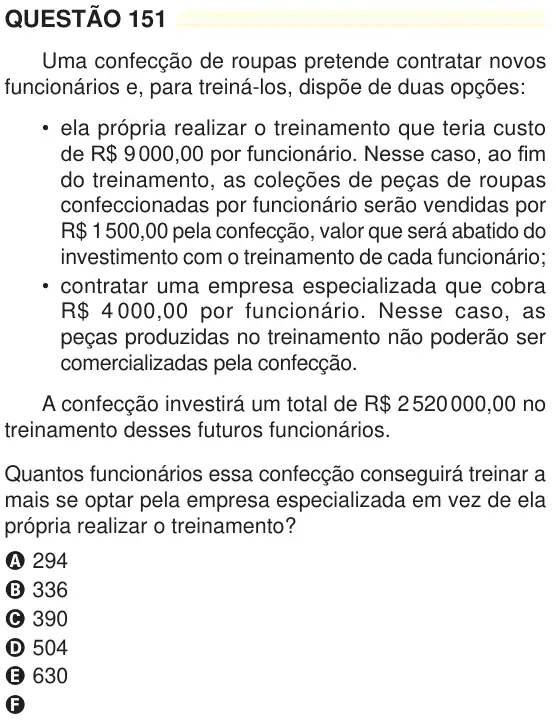 QUESTÃO 151
Uma confecção de roupas pretende contratar novos
funcionários e, para treiná-los, dispõe de duas opções:
• ela própria realizar o treinamento que teria custo
de R$ 9 000,00 por funcionário. Nesse caso, ao fim
do treinamento, as coleções de peças de roupas
confeccionadas por funcionário serão vendidas por
R$ 1 500,00 pela confecção, valor que será abatido do
investimento com o treinamento de cada funcionário;
• contratar uma empresa especializada que cobra
R$ 4 000,00 por funcionário. Nesse caso, as
peças produzidas no treinamento não poderão ser
comercializadas pela confecção.
A confecção investirá um total de R$ 2 520 000,00 no
treinamento desses futuros funcionários.
Quantos funcionários essa confecção conseguirá treinar a
mais se optar pela empresa especializada em vez de ela
própria realizar o treinamento?
A 294
B 336
C 390
D 504
E 630
F